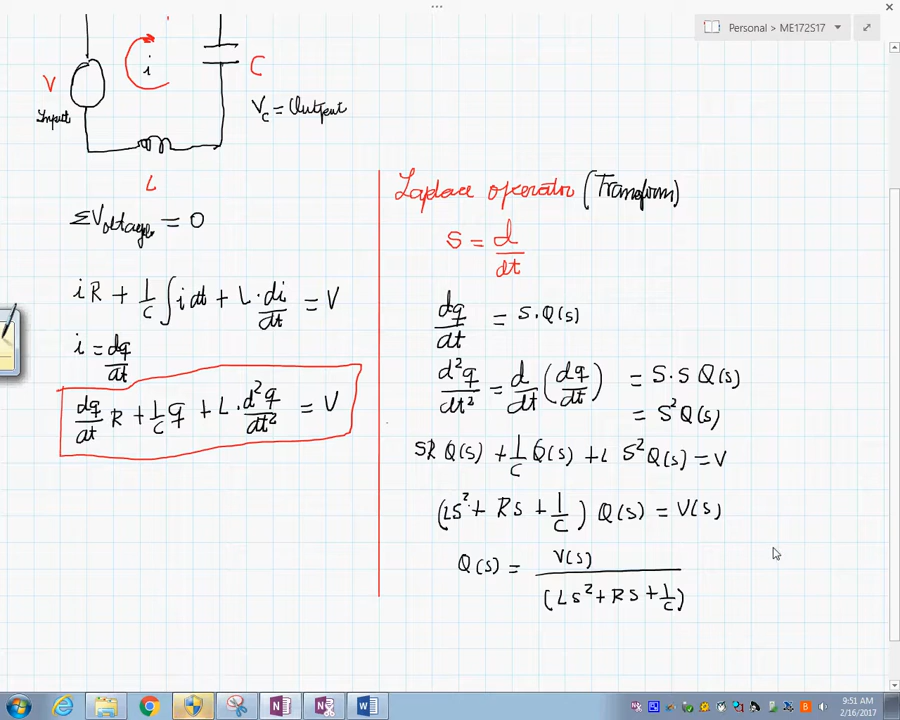 Personal > ME172S17
V
Input
i
C
V_C = Output
L
ΣVoltage = 0
iR + 1/C ∫ i dt + L · di/dt = V
i = dq/dt
dq/dt R + 1/C q + L · d²q/dt² = V
Laplace operator (Transform)
S = d/dt
dq/dt = S·Q(s)
d²q/dt² = d/dt (dq/dt) = S·S Q(s)
= S²Q(s)
SR Q(s) + 1/C Q(s) + L S²Q(s) = V
(LS² + RS + 1/C) Q(s) = V(s)
Q(s) = V(s) / (LS² + RS + 1/C)
9:51 AM
2/16/2017